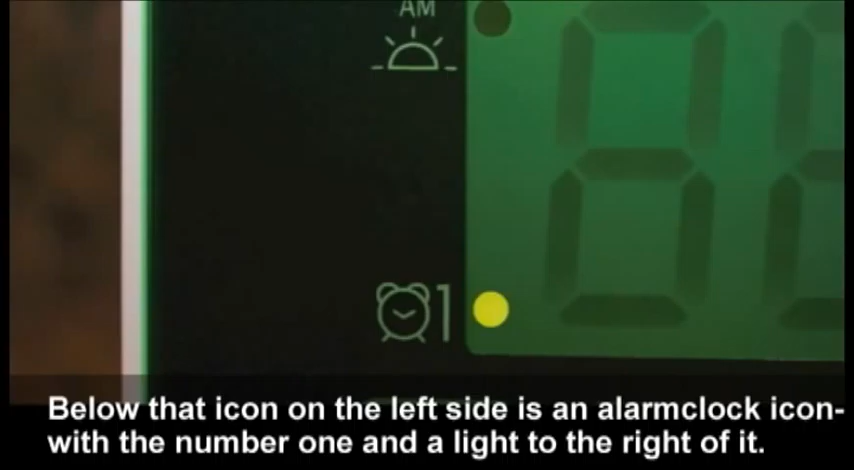 AM
1
Below that icon on the left side is an alarmclock icon-
with the number one and a light to the right of it.